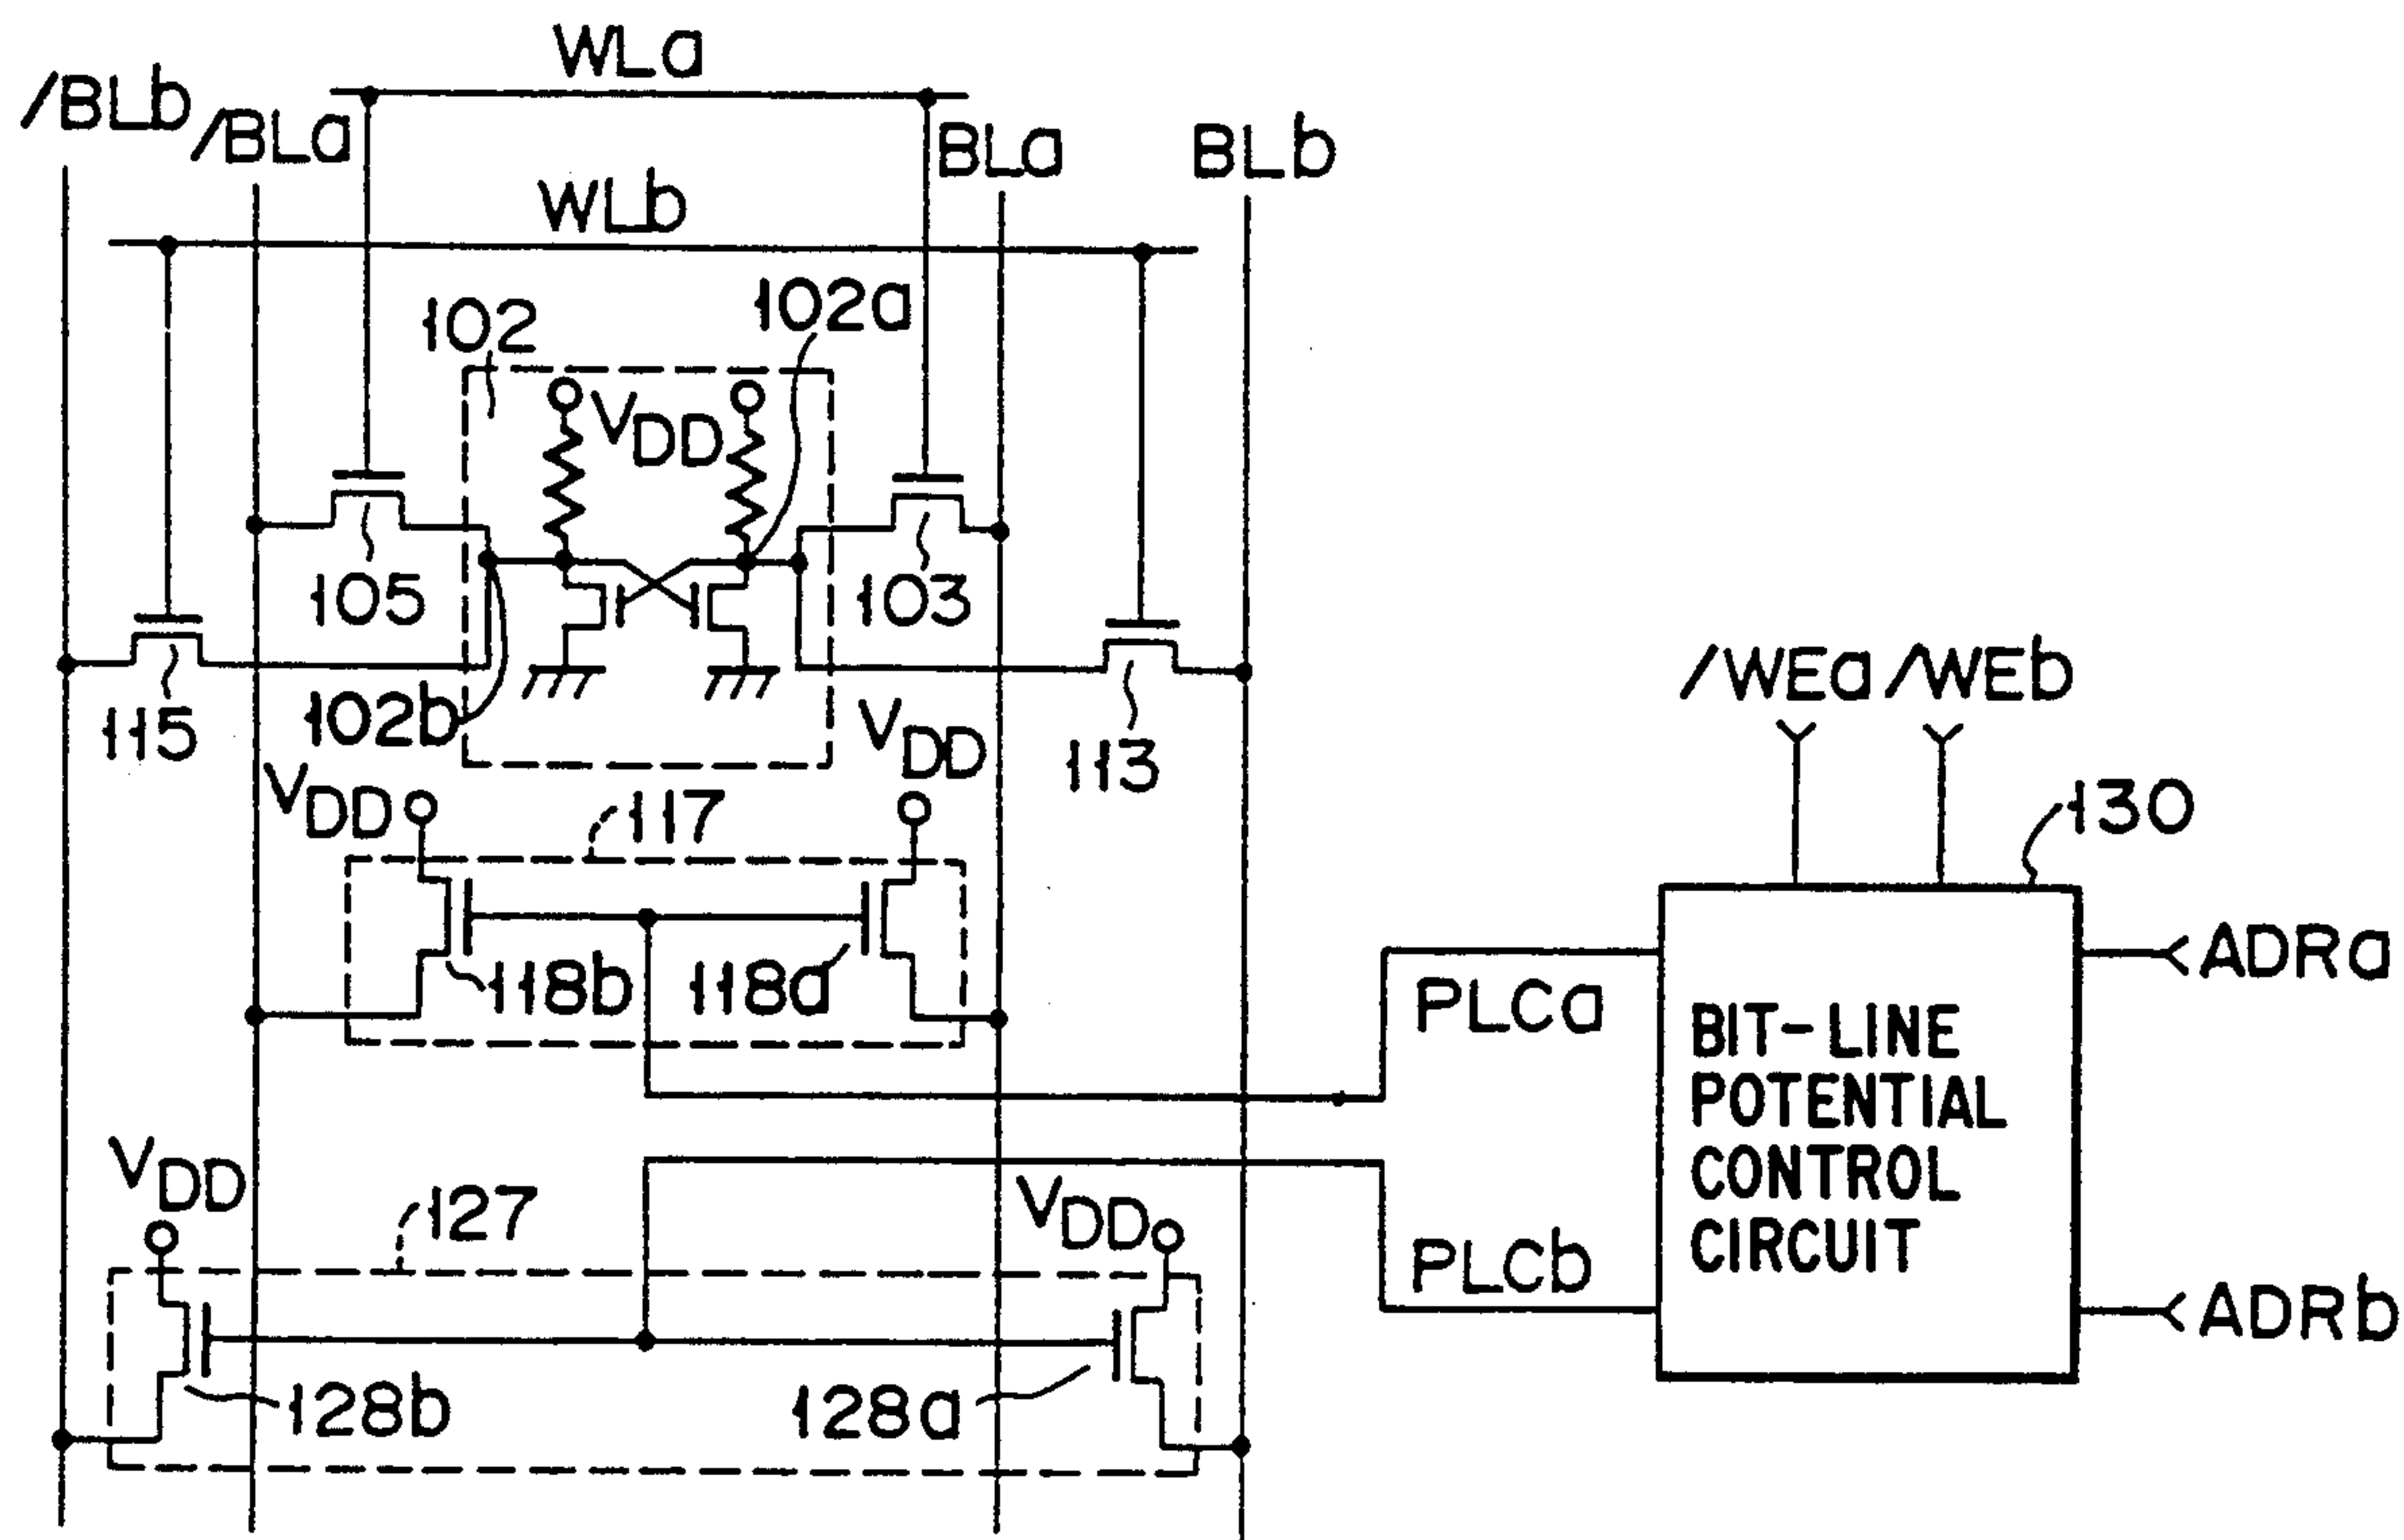 WLa
/BLb
/BLa
BLa
BLb
WLb
102
102a
VDD
105
103
115
102b
113
VDD
VDD
117
118b
118a
/WEa
/WEb
130
ADRa
PLCa
BIT-LINE
POTENTIAL
CONTROL
CIRCUIT
PLCb
ADRb
VDD
127
VDD
128b
128a